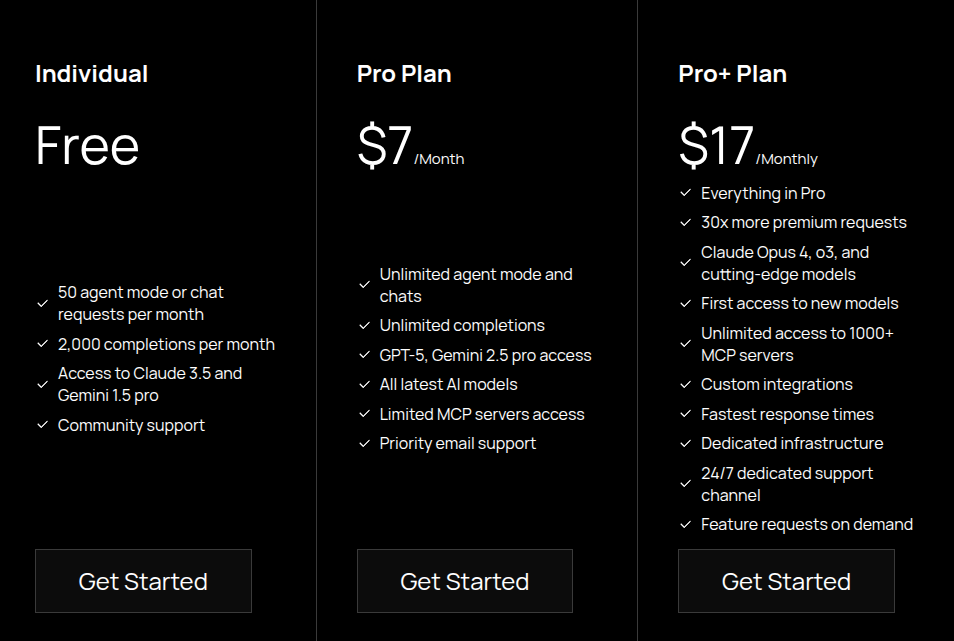 Individual
Free
50 agent mode or chat
requests per month
2,000 completions per month
Access to Claude 3.5 and
Gemini 1.5 pro
Community support
Get Started
Pro Plan
$7 /Month
Unlimited agent mode and
chats
Unlimited completions
GPT-5, Gemini 2.5 pro access
All latest AI models
Limited MCP servers access
Priority email support
Get Started
Pro+ Plan
$17 /Monthly
Everything in Pro
30x more premium requests
Claude Opus 4, o3, and
cutting-edge models
First access to new models
Unlimited access to 1000+
MCP servers
Custom integrations
Fastest response times
Dedicated infrastructure
24/7 dedicated support
channel
Feature requests on demand
Get Started